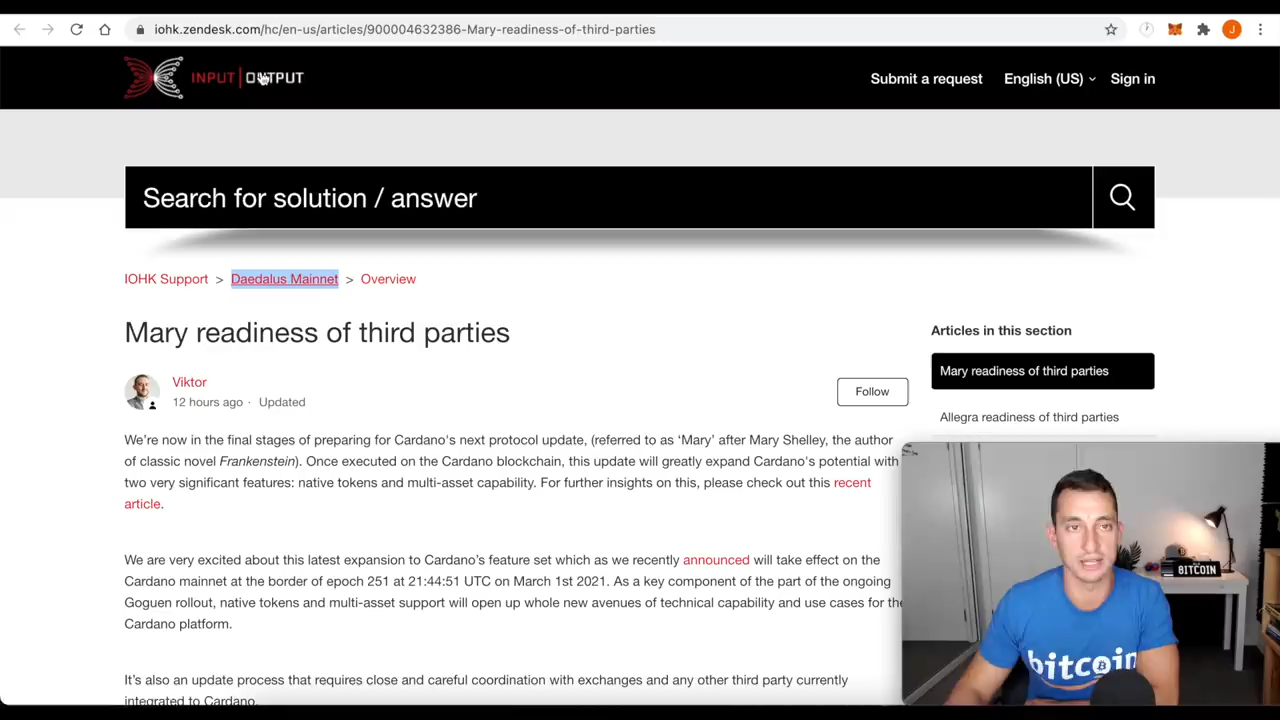 iohk.zendesk.com/hc/en-us/articles/900004632386-Mary-readiness-of-third-parties
J
INPUT | OUTPUT
Submit a request
English (US)
Sign in
Search for solution / answer
IOHK Support > Daedalus Mainnet > Overview
Mary readiness of third parties
Articles in this section
Mary readiness of third parties
Allegra readiness of third parties
Viktor
12 hours ago · Updated
Follow
We're now in the final stages of preparing for Cardano's next protocol update, (referred to as ‘Mary’ after Mary Shelley, the author
of classic novel Frankenstein). Once executed on the Cardano blockchain, this update will greatly expand Cardano's potential with
two very significant features: native tokens and multi-asset capability. For further insights on this, please check out this recent
article.
We are very excited about this latest expansion to Cardano’s feature set which as we recently announced will take effect on the
Cardano mainnet at the border of epoch 251 at 21:44:51 UTC on March 1st 2021. As a key component of the part of the ongoing
Goguen rollout, native tokens and multi-asset support will open up whole new avenues of technical capability and use cases for the
Cardano platform.
It’s also an update process that requires close and careful coordination with exchanges and any other third party currently
integrated to Cardano.
BITCOIN
bitcoin